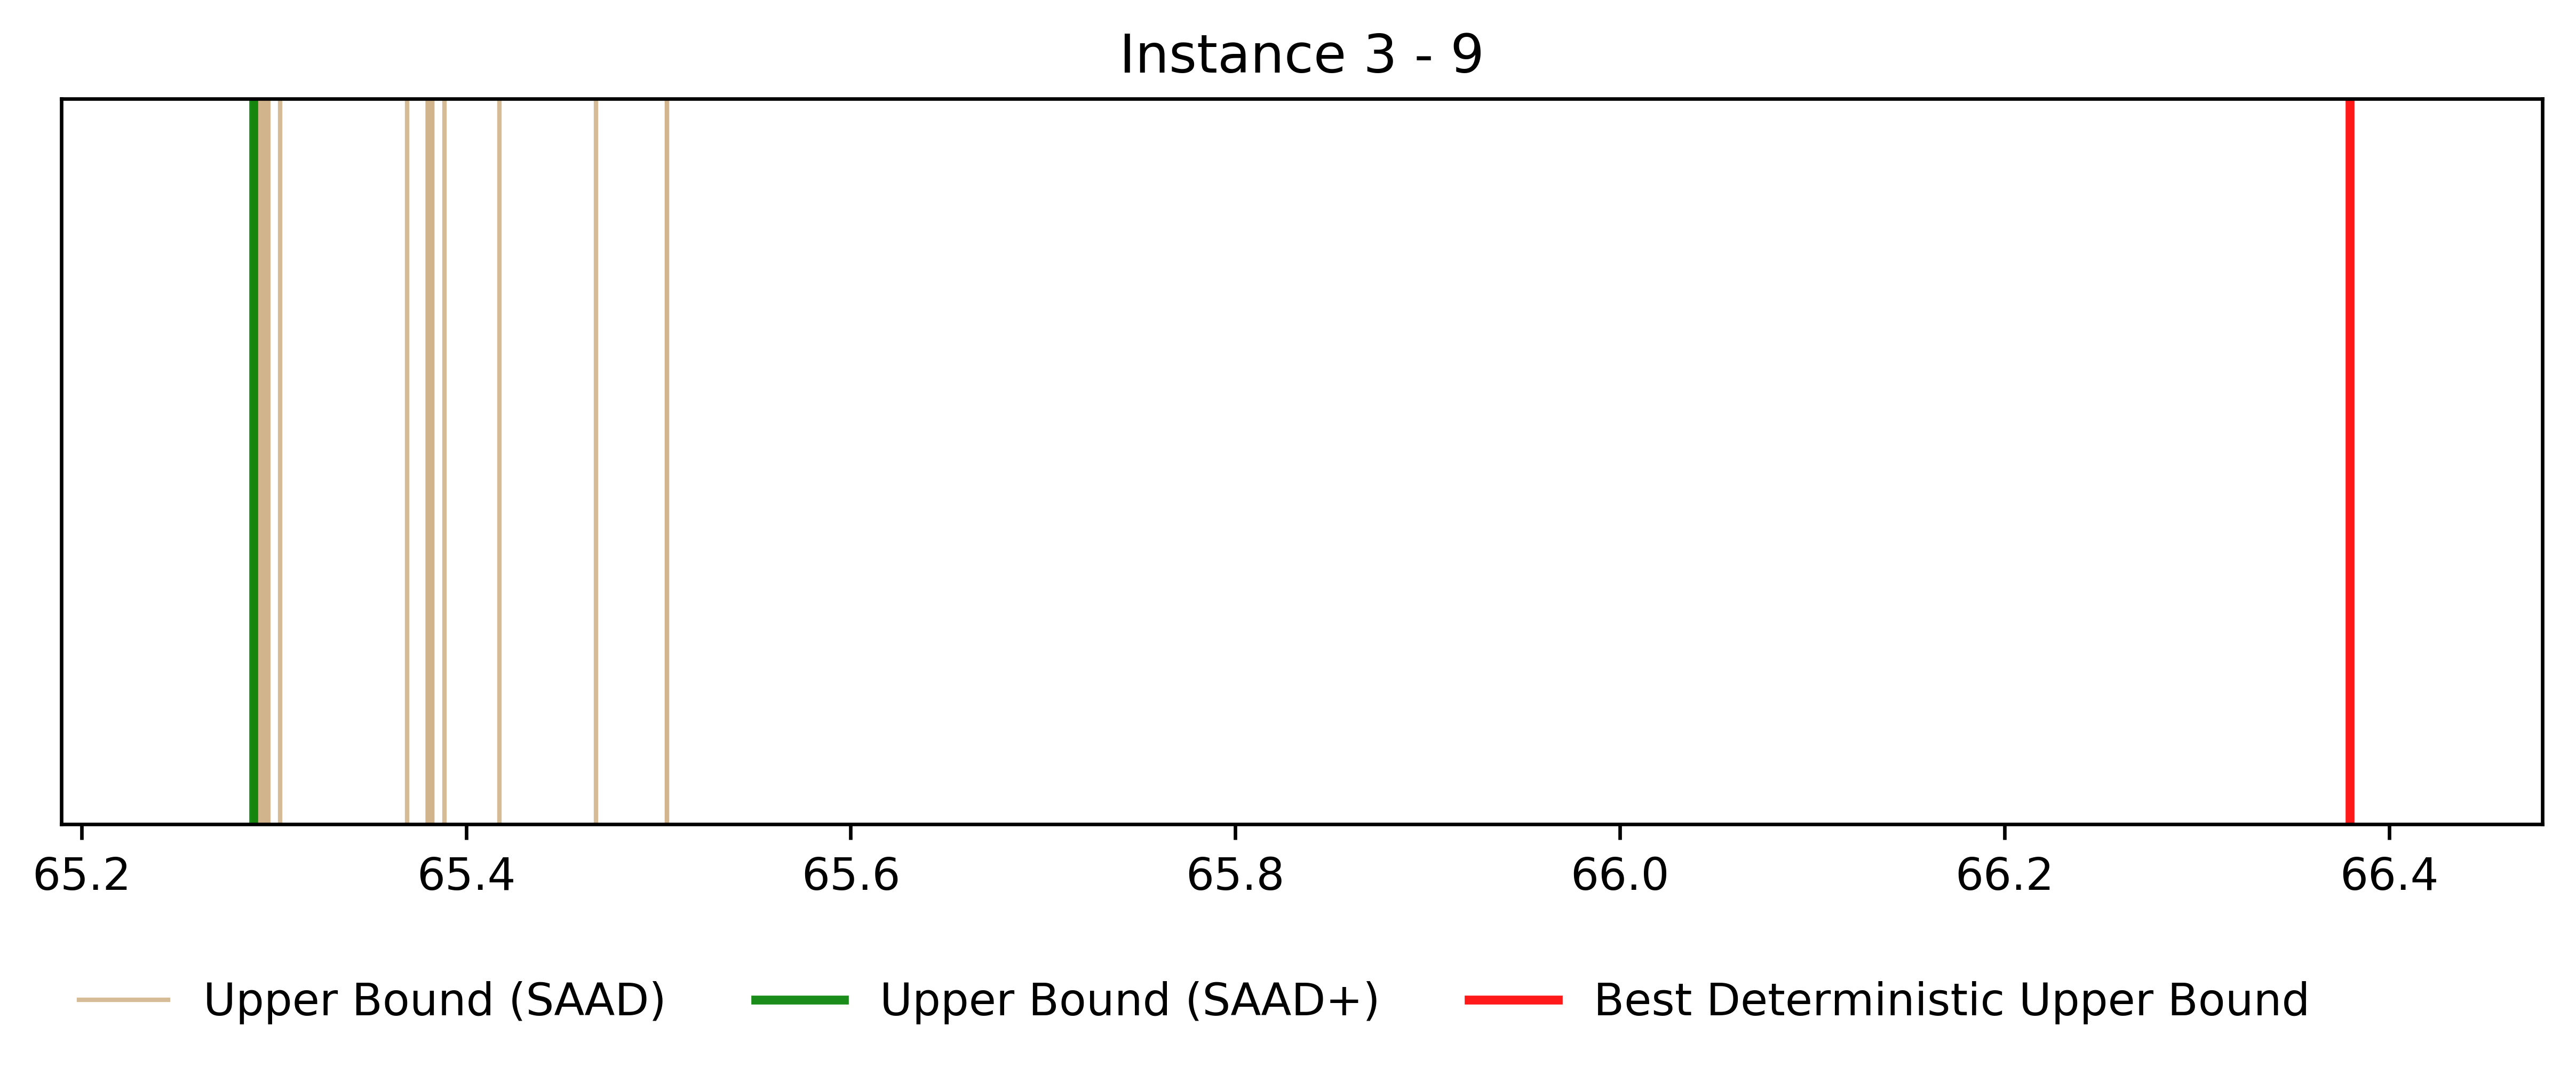 Instance 3 - 9
65.2 65.4 65.6 65.8 66.0 66.2 66.4
Upper Bound (SAAD) Upper Bound (SAAD+) Best Deterministic Upper Bound